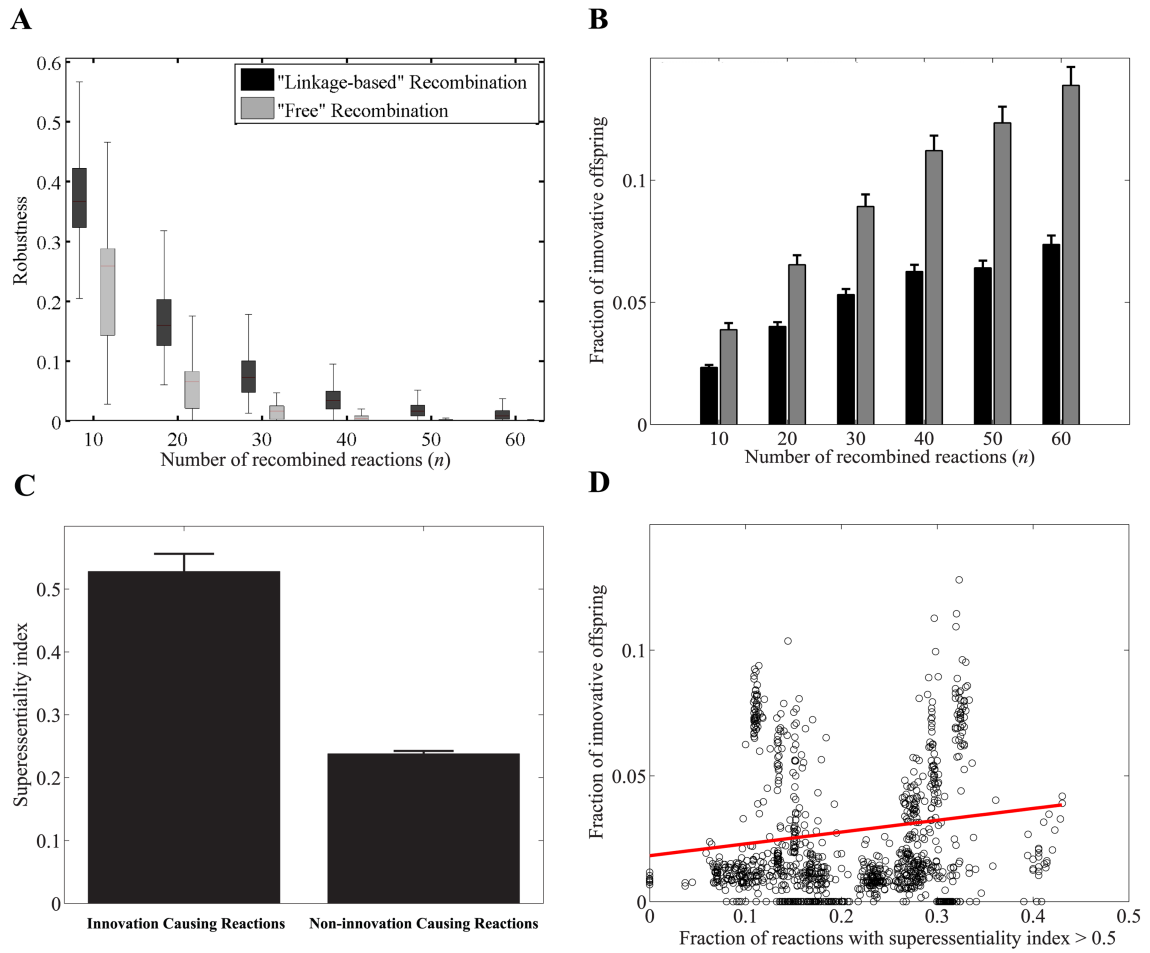 A
Robustness
0.6
0.5
0.4
0.3
0.2
0.1
0
"Linkage-based" Recombination
"Free" Recombination
10 20 30 40 50 60
Number of recombined reactions (n)
B
Fraction of innovative offspring
0.1
0.05
0
10 20 30 40 50 60
Number of recombined reactions (n)
C
Superessentiality index
0.5
0.4
0.3
0.2
0.1
0
Innovation Causing Reactions Non-innovation Causing Reactions
D
Fraction of innovative offspring
0.1
0.05
0
0 0.1 0.2 0.3 0.4 0.5
Fraction of reactions with superessentiality index > 0.5